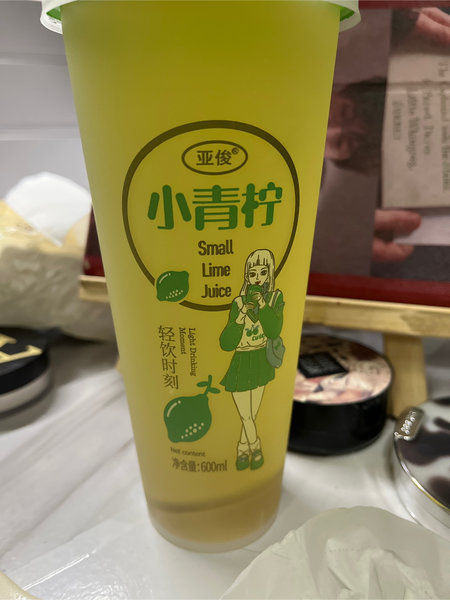 亚俊®
小青柠
Small
Lime
Juice
Light Drinking
Moment
轻饮时刻
Net content
净含量:600ml